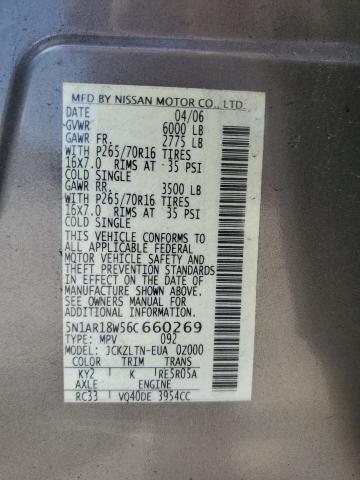 MFD BY NISSAN MOTOR CO., LTD.
DATE 04/06
GVWR 6000 LB
GAWR FR. 2775 LB
WITH P265/70R16 TIRES
16X7.0 RIMS AT 35 PSI
COLD SINGLE
GAWR RR. 3500 LB
WITH P265/70R16 TIRES
16X7.0 RIMS AT 35 PSI
COLD SINGLE
THIS VEHICLE CONFORMS TO
ALL APPLICABLE FEDERAL
MOTOR VEHICLE SAFETY AND
THEFT PREVENTION STANDARDS
IN EFFECT ON THE DATE OF
MANUFACTURE SHOWN ABOVE.
SEE OWNERS MANUAL FOR
ADDITIONAL INFORMATION
5N1AR18W56C660269
TYPE: MPV 092
MODEL: JCKZLTN-EUA 0Z000
COLOR TRIM TRANS
KY2 K RE5R05A
AXLE ENGINE
RC33 VQ40DE 3954CC